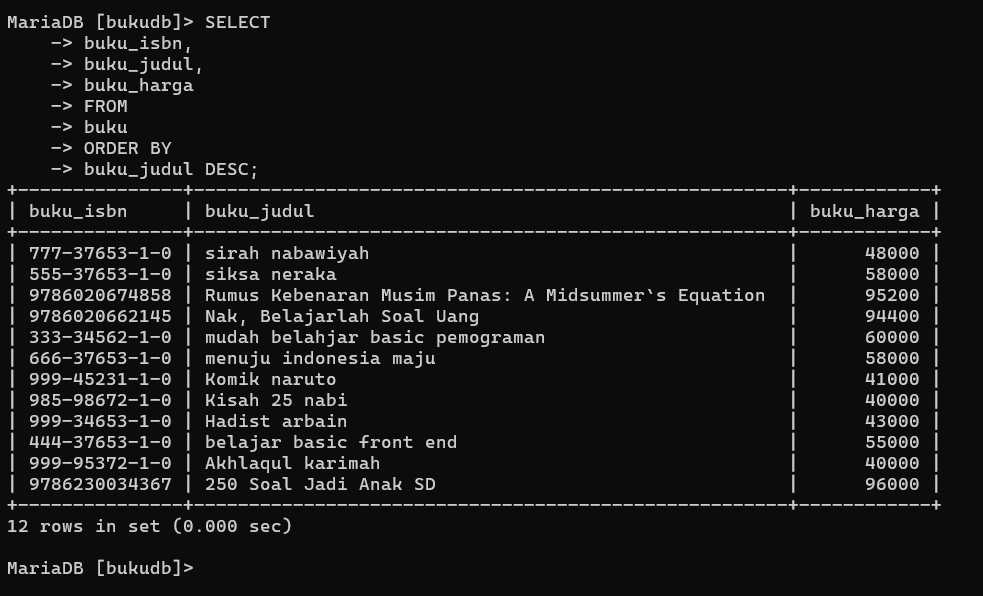 MariaDB [bukudb]> SELECT
    -> buku_isbn,
    -> buku_judul,
    -> buku_harga
    -> FROM
    -> buku
    -> ORDER BY
    -> buku_judul DESC;
+---------------+------------------------------------------------------+------------+
| buku_isbn     | buku_judul                                           | buku_harga |
+---------------+------------------------------------------------------+------------+
| 777-37653-1-0 | sirah nabawiyah                                      |      48000 |
| 555-37653-1-0 | siksa neraka                                         |      58000 |
| 9786020674858 | Rumus Kebenaran Musim Panas: A Midsummer`s Equation  |      95200 |
| 9786020662145 | Nak, Belajarlah Soal Uang                            |      94400 |
| 333-34562-1-0 | mudah belahjar basic pemograman                      |      60000 |
| 666-37653-1-0 | menuju indonesia maju                                |      58000 |
| 999-45231-1-0 | Komik naruto                                         |      41000 |
| 985-98672-1-0 | Kisah 25 nabi                                        |      40000 |
| 999-34653-1-0 | Hadist arbain                                        |      43000 |
| 444-37653-1-0 | belajar basic front end                              |      55000 |
| 999-95372-1-0 | Akhlaqul karimah                                     |      40000 |
| 9786230034367 | 250 Soal Jadi Anak SD                                |      96000 |
+---------------+------------------------------------------------------+------------+
12 rows in set (0.000 sec)

MariaDB [bukudb]>